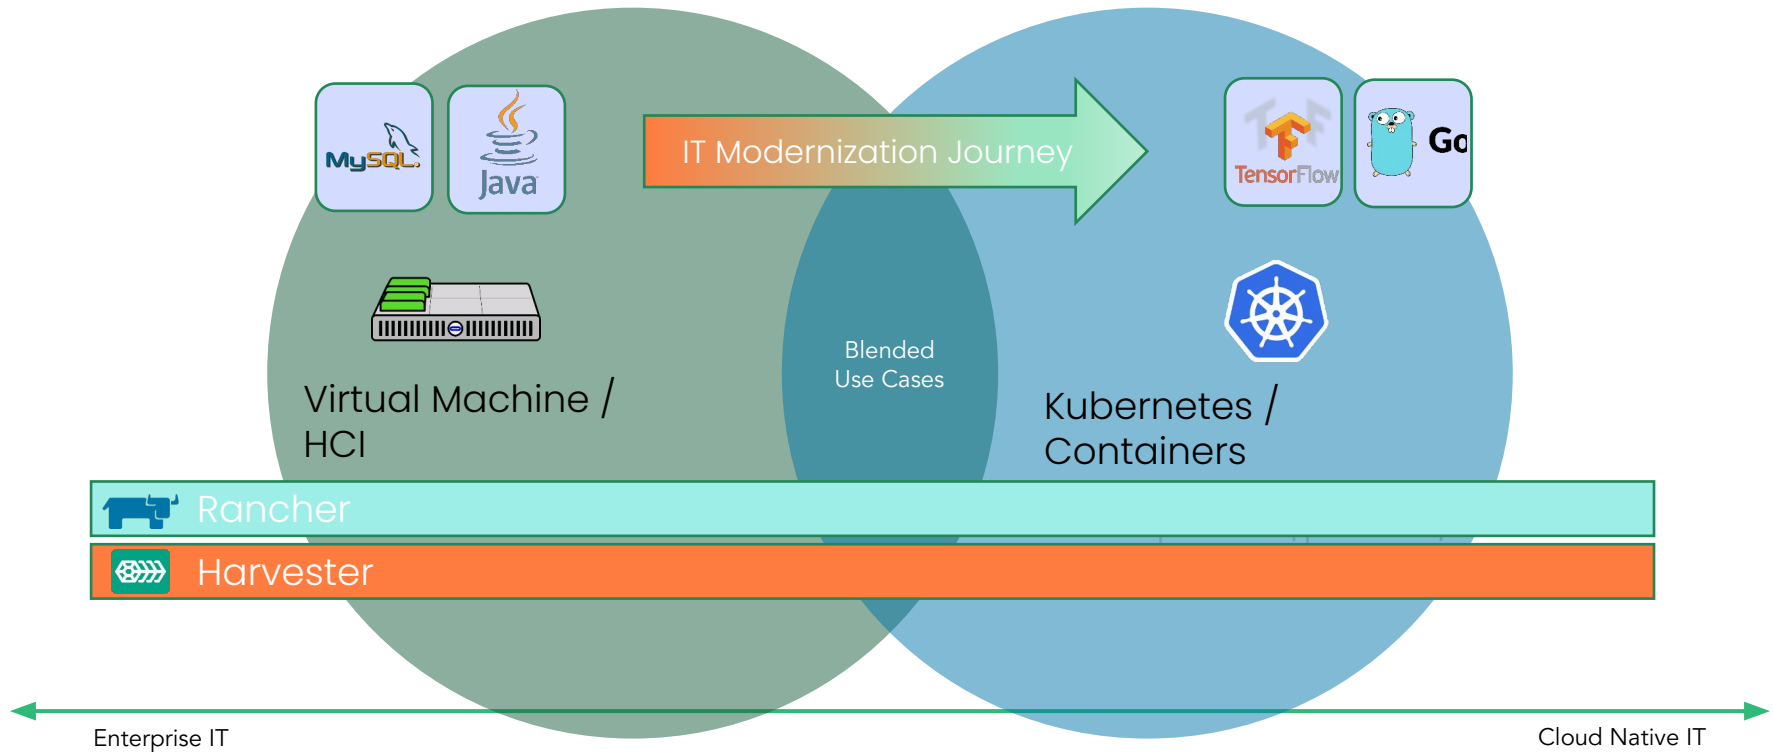 MySQL.
Java
IT Modernization Journey
TensorFlow
Go
Blended
Use Cases
Virtual Machine /
HCI
Kubernetes /
Containers
Rancher
Harvester
Enterprise IT
Cloud Native IT